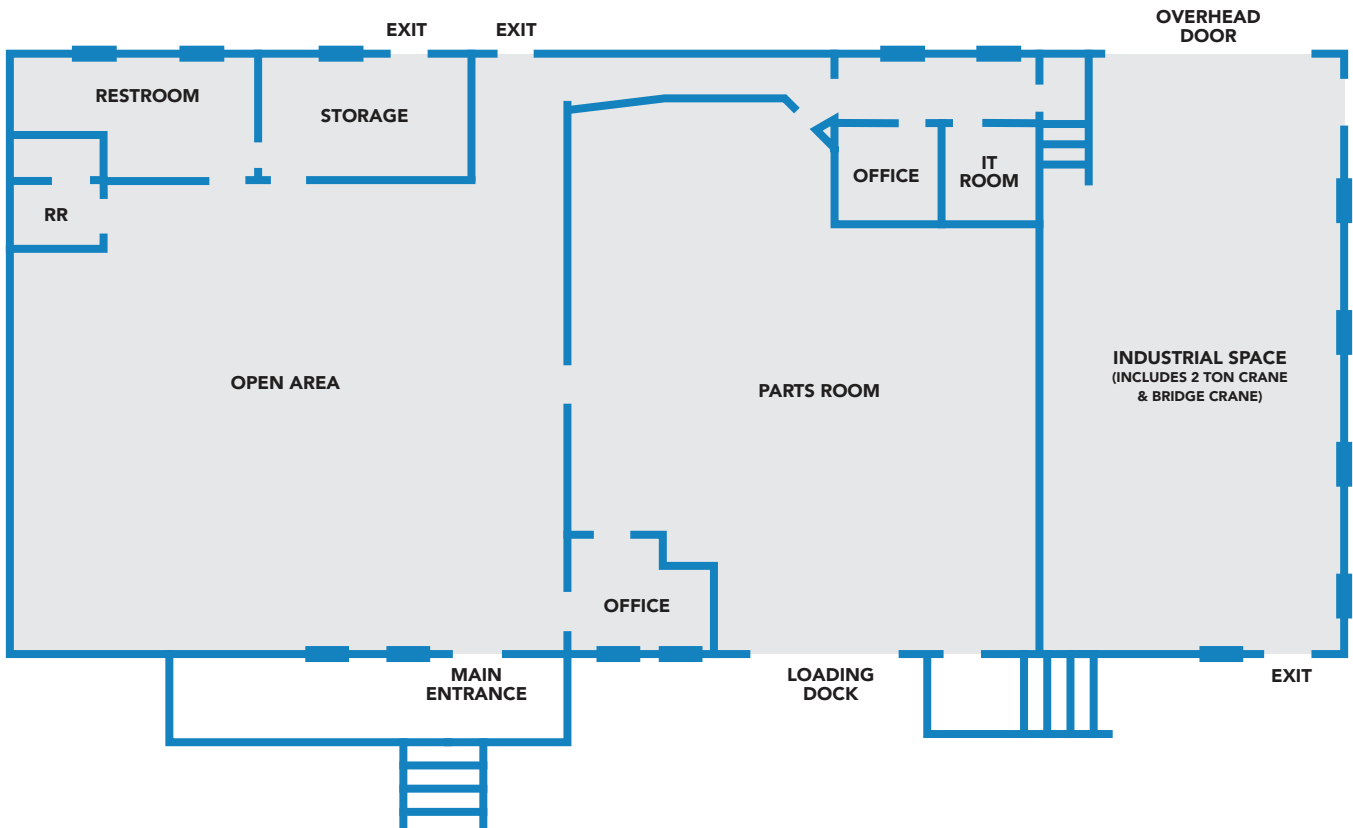 OVERHEAD
DOOR
EXIT
EXIT
RESTROOM
STORAGE
OFFICE
IT
ROOM
RR
OPEN AREA
PARTS ROOM
INDUSTRIAL SPACE
(INCLUDES 2 TON CRANE
& BRIDGE CRANE)
OFFICE
MAIN
ENTRANCE
LOADING
DOCK
EXIT